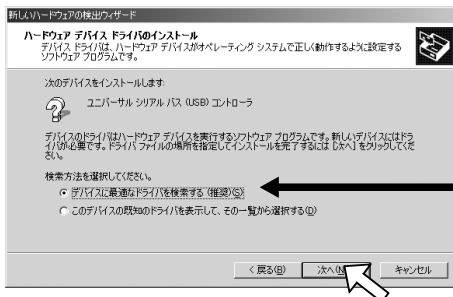 新しいハードウェアの検出ウィザード
ハードウェア デバイス ドライバのインストール
デバイス ドライバは、ハードウェア デバイスがオペレーティング システムで正しく動作するように設定する
ソフトウェア プログラムです。
次のデバイスをインストールします:
ユニバーサル シリアル バス (USB) コントローラ
デバイスのドライバはハードウェア デバイスを実行するソフトウェア プログラムです。新しいデバイスにはドラ
イバが必要です。ドライバ ファイルの場所を指定してインストールを完了するには [次へ] をクリックしてくだ
さい。
検索方法を選択してください。
デバイスに最適なドライバを検索する (推奨)(S)
このデバイスの既知のドライバを表示して、その一覧から選択する(D)
< 戻る(B)
次へ(N
キャンセル